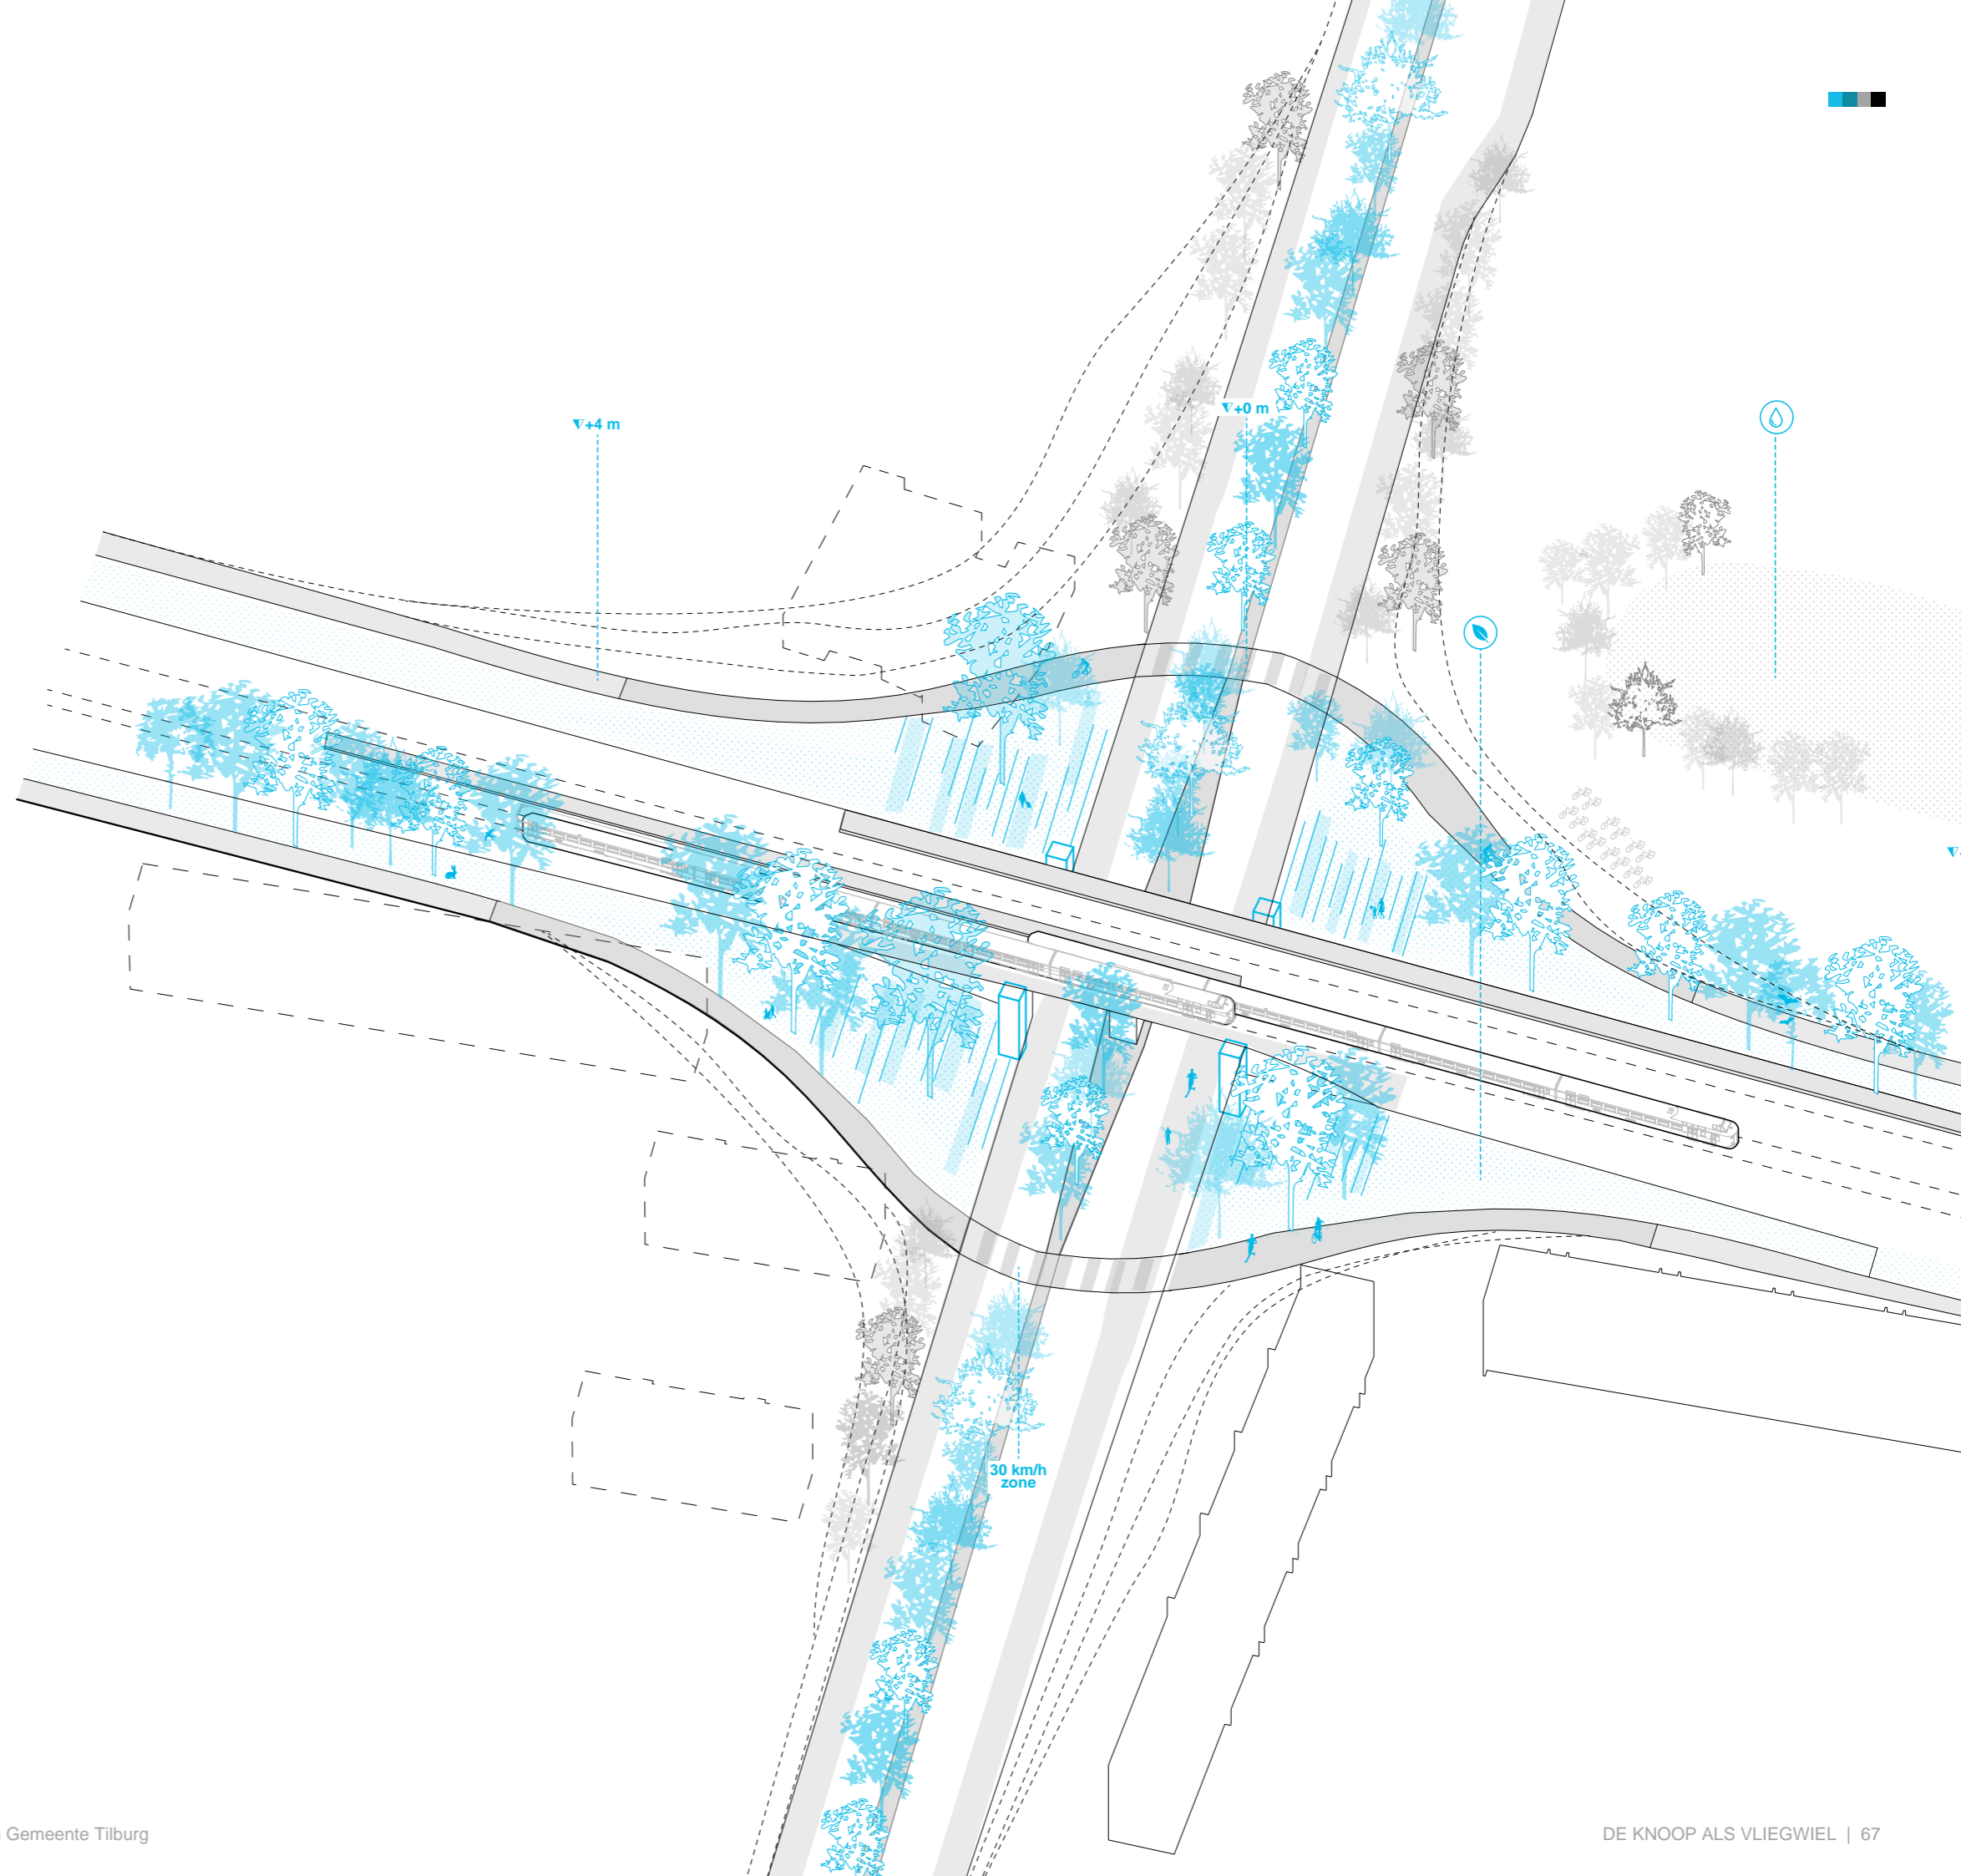 +4 m
+0 m
30 km/h
zone
Gemeente Tilburg
DE KNOOP ALS VLIEGWIEL | 67